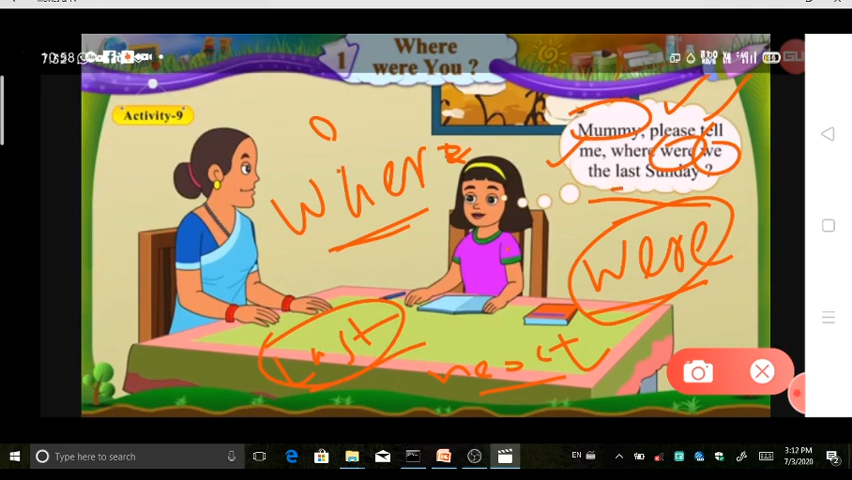 1
Where
were You ?
Activity-9
Mummy, please tell
me, where were we
the last Sunday ?
where
were
Last
next
Type here to search
EN
3:12 PM
7/3/2020